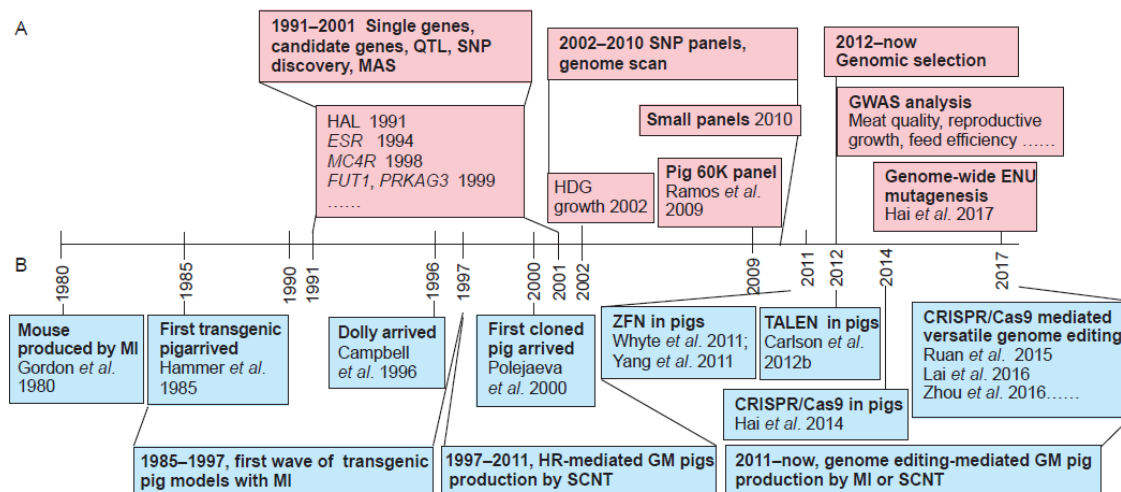 A
1991–2001 Single genes,
candidate genes, QTL, SNP
discovery, MAS
2002–2010 SNP panels,
genome scan
2012–now
Genomic selection
GWAS analysis
Meat quality, reproductive
growth, feed efficiency ……
Small panels 2010
HAL 1991
ESR 1994
MC4R 1998
FUT1, PRKAG3 1999
……
HDG
growth 2002
Pig 60K panel
Ramos et al.
2009
Genome-wide ENU
mutagenesis
Hai et al. 2017
B
1980
1985
1990
1991
1996
1997
2000
2001
2002
2009
2011
2012
2014
2017
Mouse
produced by MI
Gordon et al.
1980
First transgenic
pigarrived
Hammer et al.
1985
Dolly arrived
Campbell
et al. 1996
First cloned
pig arrived
Polejaeva
et al. 2000
ZFN in pigs
Whyte et al. 2011;
Yang et al. 2011
TALEN in pigs
Carlson et al.
2012b
CRISPR/Cas9 in pigs
Hai et al. 2014
CRISPR/Cas9 mediated
versatile genome editing
Ruan et al. 2015
Lai et al. 2016
Zhou et al. 2016……
1985–1997, first wave of transgenic
pig models with MI
1997–2011, HR-mediated GM pigs
production by SCNT
2011–now, genome editing-mediated GM pig
production by MI or SCNT